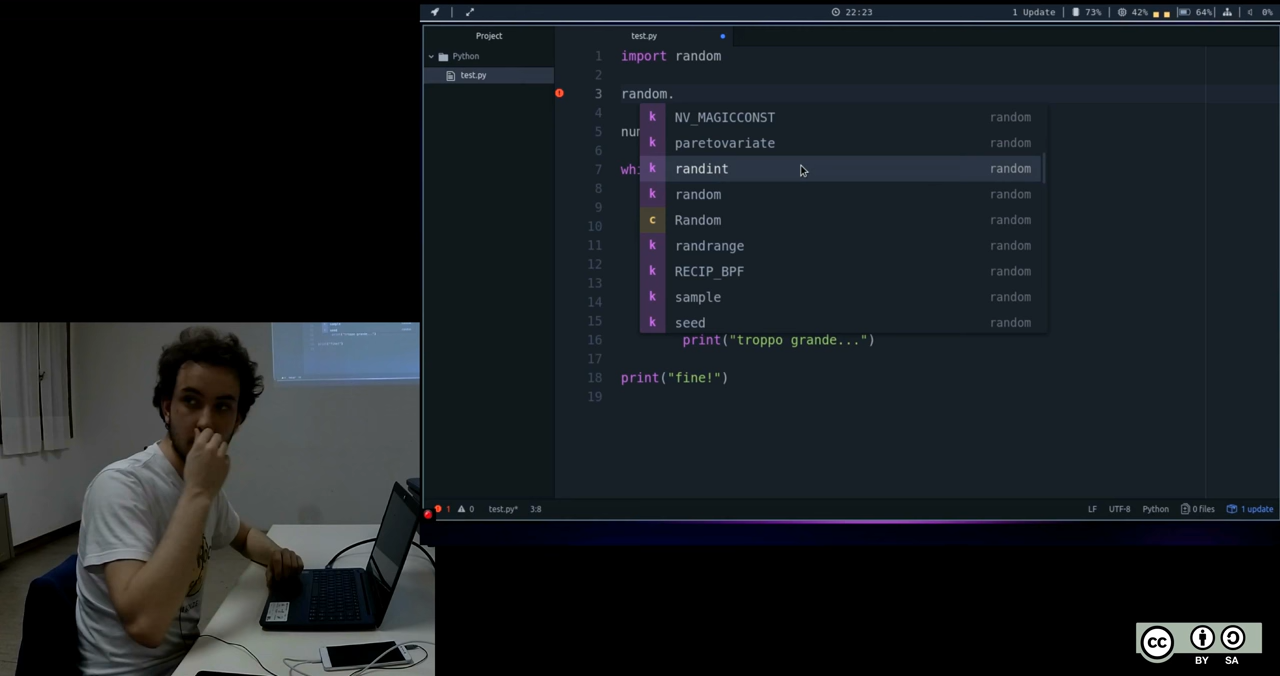 22:23
1 Update
73%
42%
64%
0%
Project
test.py
Python
test.py
1 import random
2
3 random.
4
5 num
6
7 whi
8
9
10
11
12
13
14
15
16 print("troppo grande...")
17
18 print("fine!")
19
k NV_MAGICCONST random
k paretovariate random
k randint random
k random random
c Random random
k randrange random
k RECIP_BPF random
k sample random
k seed random
1 0 test.py* 3:8
LF UTF-8 Python 0 files 1 update
CC
BY SA